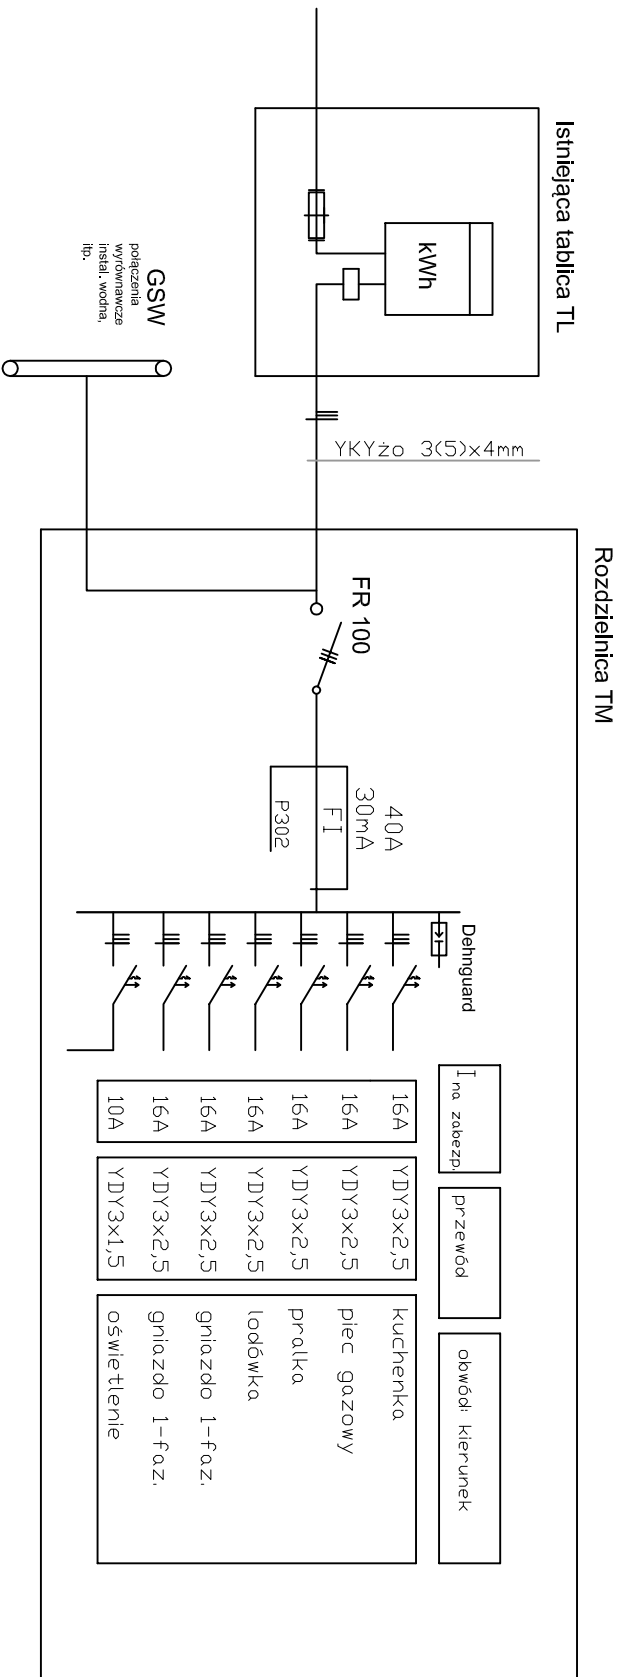 Istniejąca tablica TL
kWh
GSW
połączenia
wyrównawcze
instal. wodna,
itp.
YKYżo 3(5)x4mm
Rozdzielnica TM
FR 100
40A
30mA
FI
P302
Dehnguard
I na zabezp. przewód obwód: kierunek
16A YDY3x2,5 kuchenka
16A YDY3x2,5 piec gazowy
16A YDY3x2,5 pralka
16A YDY3x2,5 lodówka
16A YDY3x2,5 gniazdo 1-faz.
16A YDY3x2,5 gniazdo 1-faz.
10A YDY3x1,5 oświetlenie